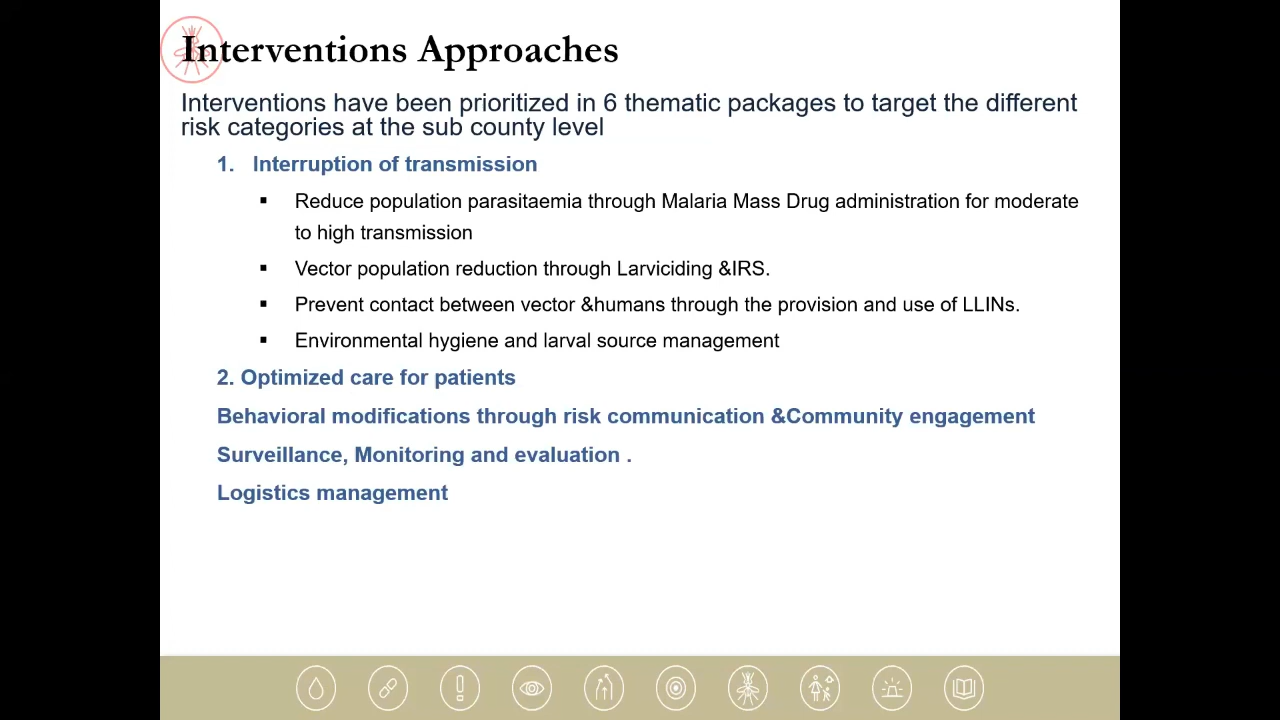 Interventions Approaches
Interventions have been prioritized in 6 thematic packages to target the different
risk categories at the sub county level
1. Interruption of transmission
▪ Reduce population parasitaemia through Malaria Mass Drug administration for moderate
to high transmission
▪ Vector population reduction through Larviciding &IRS.
▪ Prevent contact between vector &humans through the provision and use of LLINs.
▪ Environmental hygiene and larval source management
2. Optimized care for patients
Behavioral modifications through risk communication &Community engagement
Surveillance, Monitoring and evaluation .
Logistics management